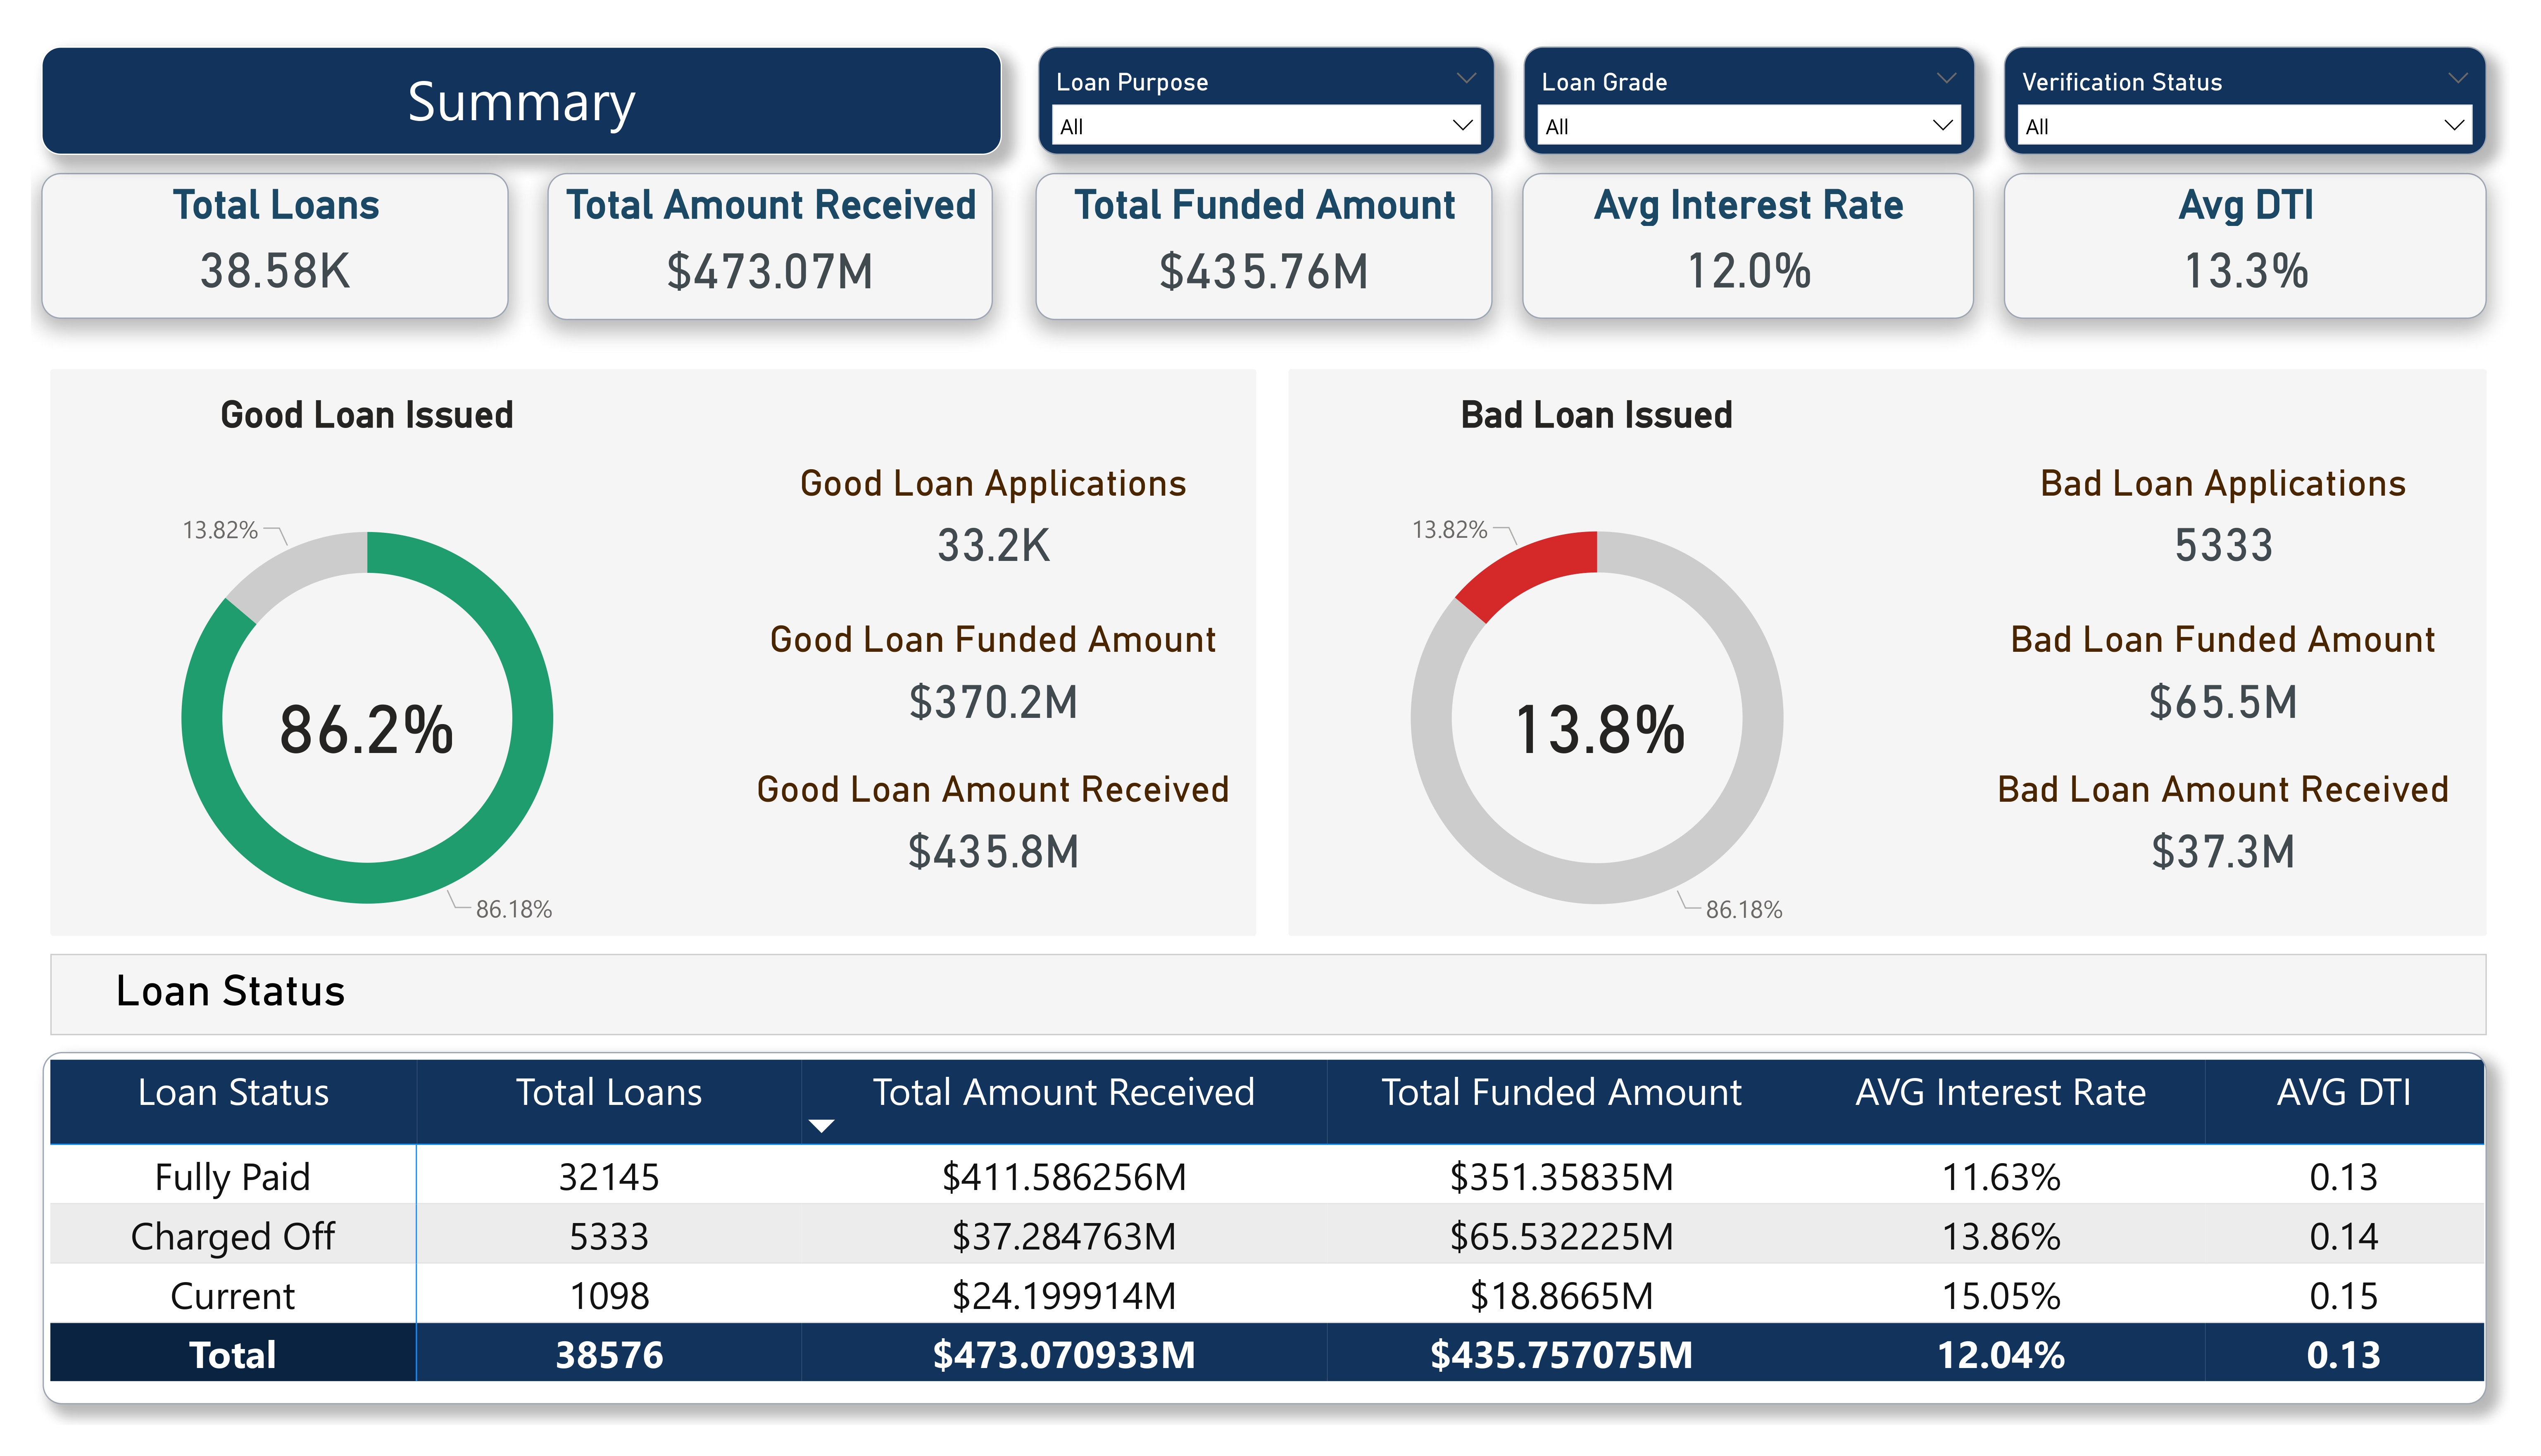 Summary
Loan Purpose
All
Loan Grade
All
Verification Status
All
Total Loans
38.58K
Total Amount Received
$473.07M
Total Funded Amount
$435.76M
Avg Interest Rate
12.0%
Avg DTI
13.3%
Good Loan Issued
13.82%
86.2%
86.18%
Good Loan Applications
33.2K
Good Loan Funded Amount
$370.2M
Good Loan Amount Received
$435.8M
Bad Loan Issued
13.82%
13.8%
86.18%
Bad Loan Applications
5333
Bad Loan Funded Amount
$65.5M
Bad Loan Amount Received
$37.3M
Loan Status
Loan Status Total Loans Total Amount Received Total Funded Amount AVG Interest Rate AVG DTI
Fully Paid 32145 $411.586256M $351.35835M 11.63% 0.13
Charged Off 5333 $37.284763M $65.532225M 13.86% 0.14
Current 1098 $24.199914M $18.8665M 15.05% 0.15
Total 38576 $473.070933M $435.757075M 12.04% 0.13